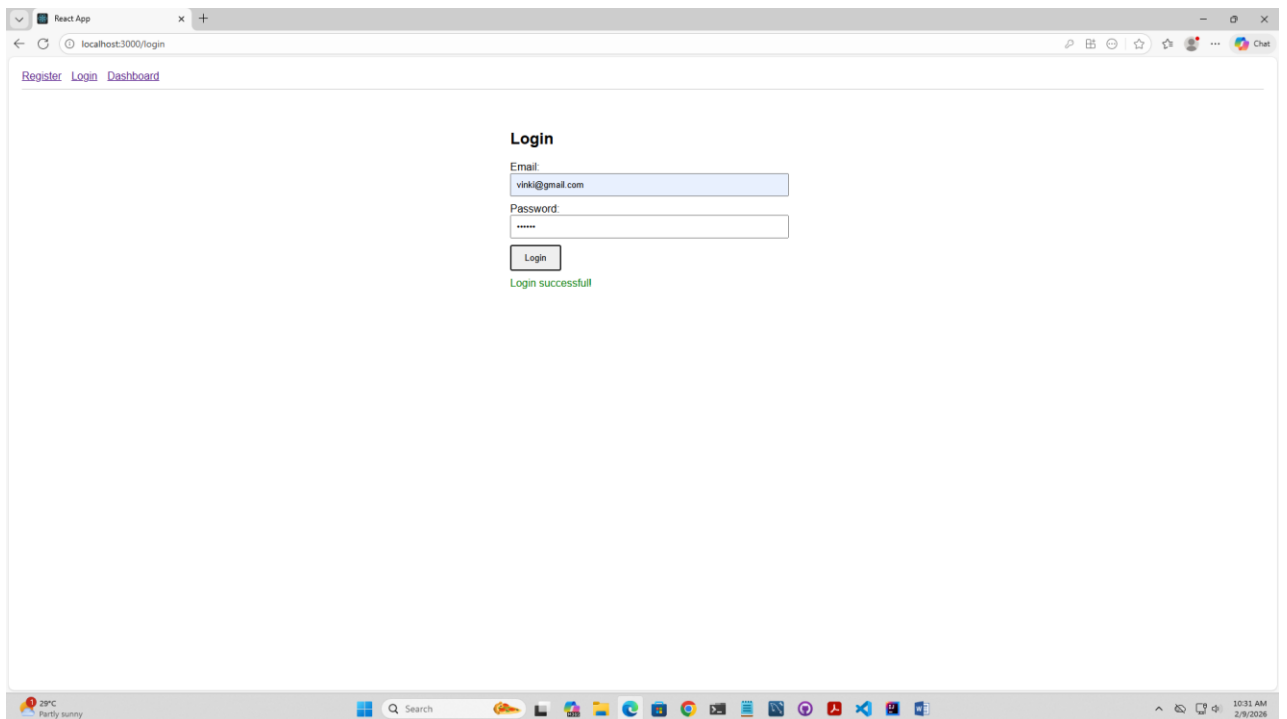 React App
localhost:3000/login
Chat
Register Login Dashboard
Login
Email:
vinki@gmail.com
Password:
••••••
Login
Login successful!
1
29°C
Partly sunny
Search
10:31 AM
2/9/2026